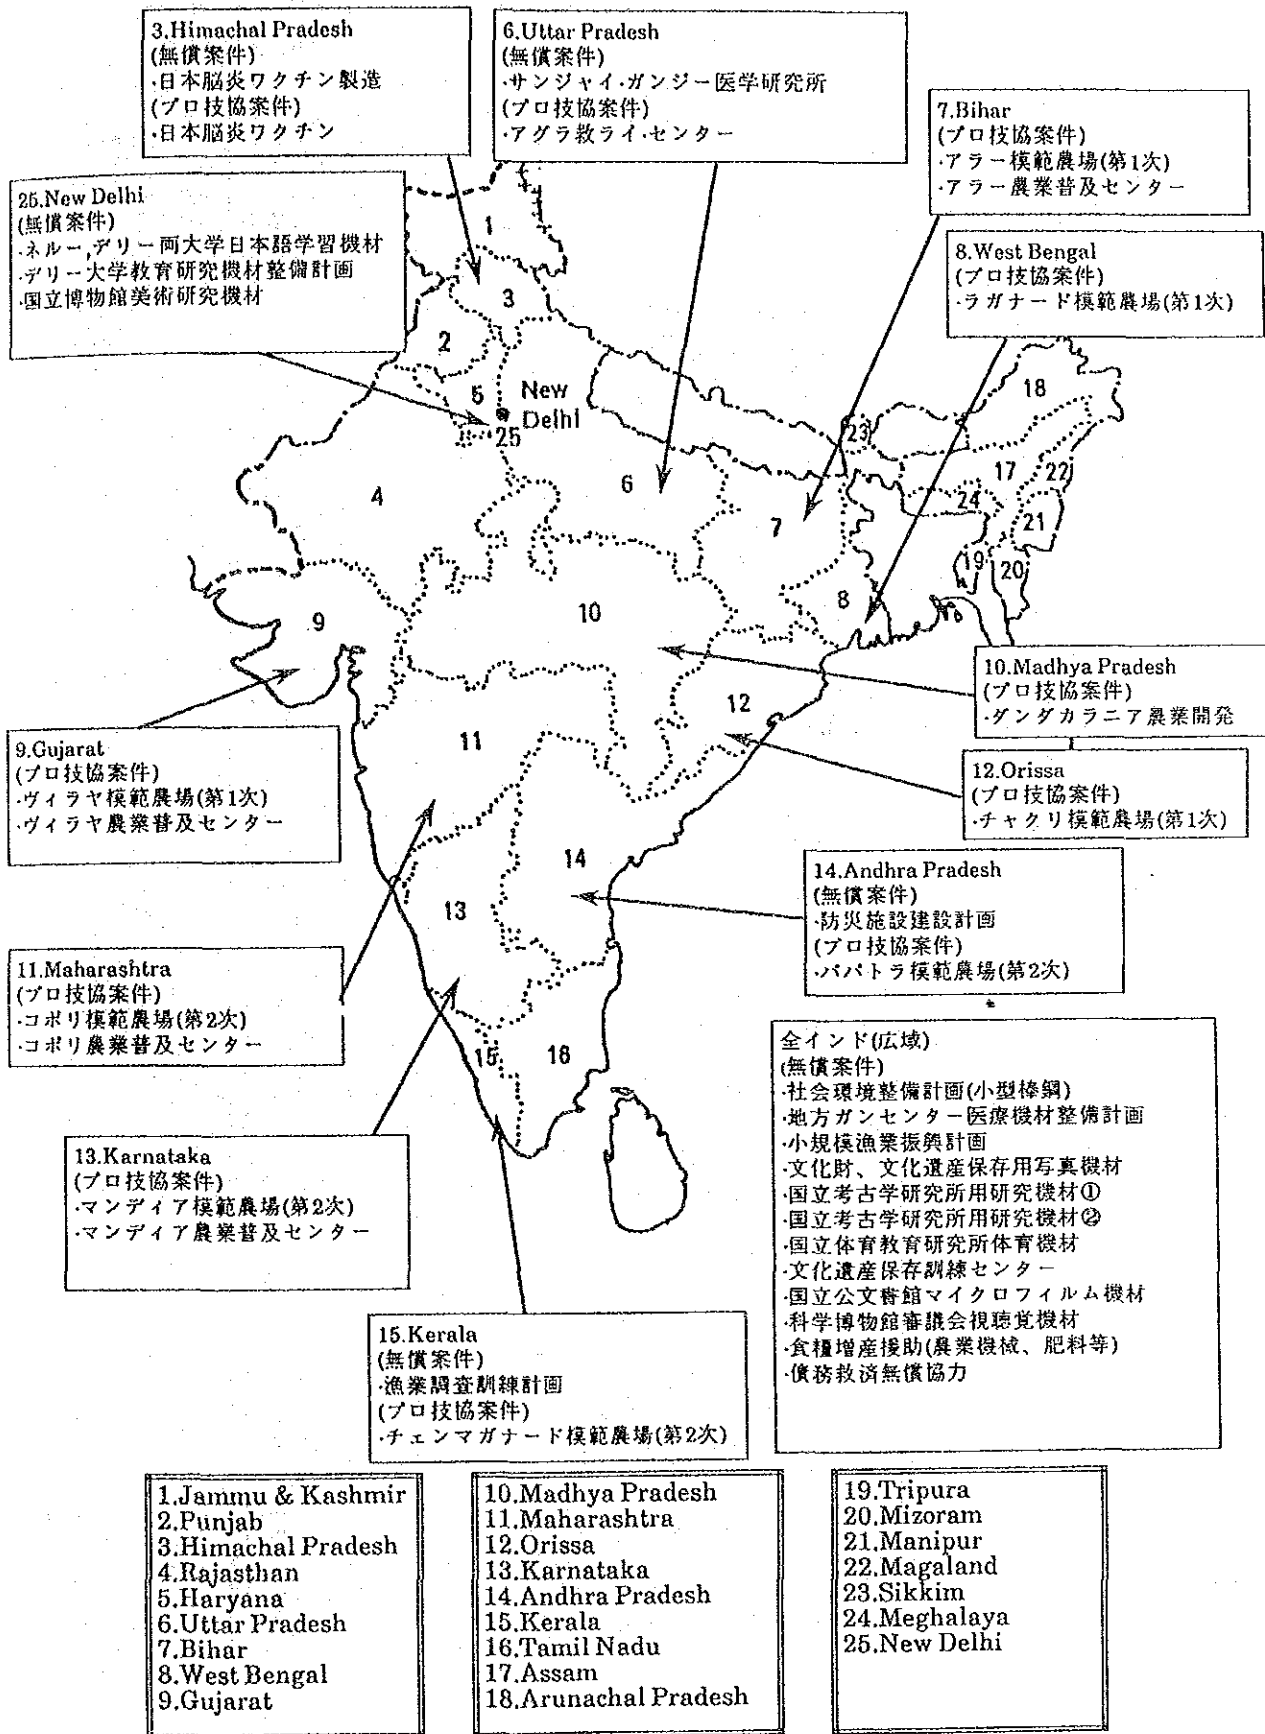 3.Himachal Pradesh
(無償案件)
·日本脳炎ワクチン製造
(プロ技協案件)
·日本脳炎ワクチン
6.Uttar Pradesh
(無償案件)
·サンジャイ·ガンジー医学研究所
(プロ技協案件)
·アグラ救ライ·センター
7.Bihar
(プロ技協案件)
·アラー模範農場(第1次)
·アラー農業普及センター
25.New Delhi
(無償案件)
·ネルー,デリー両大学日本語学習機材
·デリー大学教育研究機材整備計画
·国立博物館美術研究機材
8.West Bengal
(プロ技協案件)
·ラガナード模範農場(第1次)
1
3
2
5
New
Delhi
25
18
23
17
22
24
21
4
6
7
19
20
8
9
10
12
11
14
13
15
16
10.Madhya Pradesh
(プロ技協案件)
·ダンダカラニア農業開発
9.Gujarat
(プロ技協案件)
·ヴィラヤ模範農場(第1次)
·ヴィラヤ農業普及センター
12.Orissa
(プロ技協案件)
·チャクリ模範農場(第1次)
14.Andhra Pradesh
(無償案件)
·防災施設建設計画
(プロ技協案件)
·パパトラ模範農場(第2次)
11.Maharashtra
(プロ技協案件)
·コポリ模範農場(第2次)
·コポリ農業普及センター
全インド(広域)
(無償案件)
·社会環境整備計画(小型棒鋼)
·地方ガンセンター医療機材整備計画
·小規模漁業振興計画
·文化財、文化遺産保存用写真機材
·国立考古学研究所用研究機材①
·国立考古学研究所用研究機材②
·国立体育教育研究所体育機材
·文化遺産保存訓練センター
·国立公文書館マイクロフィルム機材
·科学博物館審議会視聴覚機材
·食糧増産援助(農業機械、肥料等)
·債務救済無償協力
13.Karnataka
(プロ技協案件)
·マンディア模範農場(第2次)
·マンディア農業普及センター
15.Kerala
(無償案件)
·漁業調査訓練計画
(プロ技協案件)
·チェンマガナード模範農場(第2次)
1.Jammu & Kashmir
2.Punjab
3.Himachal Pradesh
4.Rajasthan
5.Haryana
6.Uttar Pradesh
7.Bihar
8.West Bengal
9.Gujarat
10.Madhya Pradesh
11.Maharashtra
12.Orissa
13.Karnataka
14.Andhra Pradesh
15.Kerala
16.Tamil Nadu
17.Assam
18.Arunachal Pradesh
19.Tripura
20.Mizoram
21.Manipur
22.Magaland
23.Sikkim
24.Meghalaya
25.New Delhi